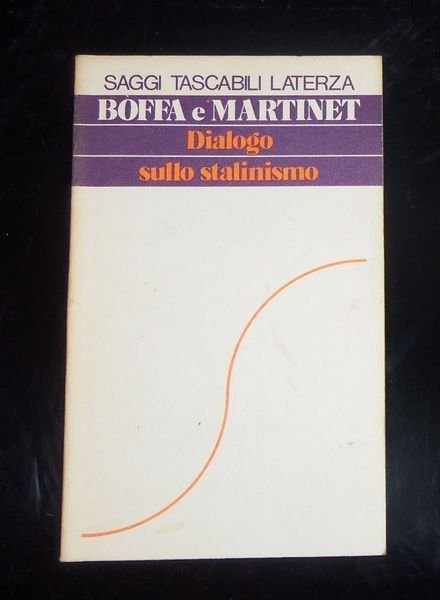 SAGGI TASCABILI LATERZA
BOFFA e MARTINET
Dialogo
sullo stalinismo